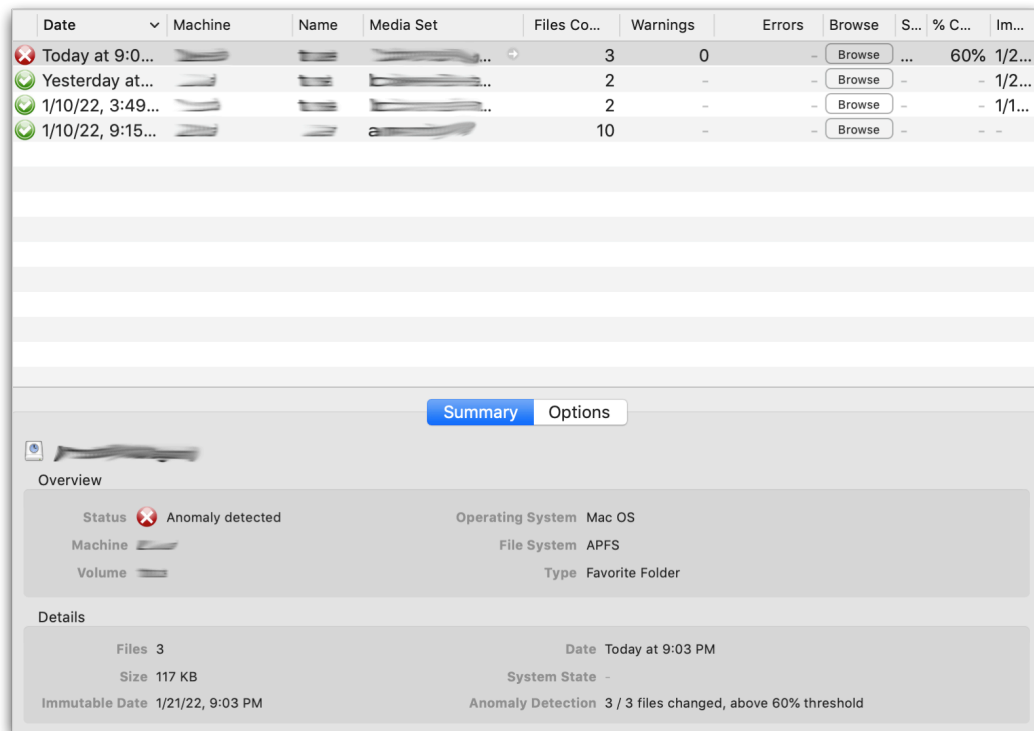 Date Machine Name Media Set Files Co... Warnings Errors Browse S... % C... Im...
Today at 9:0... ... 3 0 - Browse ... 60% 1/2...
Yesterday at... ... 2 - - Browse - - 1/2...
1/10/22, 3:49... ... 2 - - Browse - - 1/1...
1/10/22, 9:15... a 10 - - Browse - - -
Summary Options
Overview
Status Anomaly detected Operating System Mac OS
Machine File System APFS
Volume Type Favorite Folder
Details
Files 3 Date Today at 9:03 PM
Size 117 KB System State -
Immutable Date 1/21/22, 9:03 PM Anomaly Detection 3 / 3 files changed, above 60% threshold